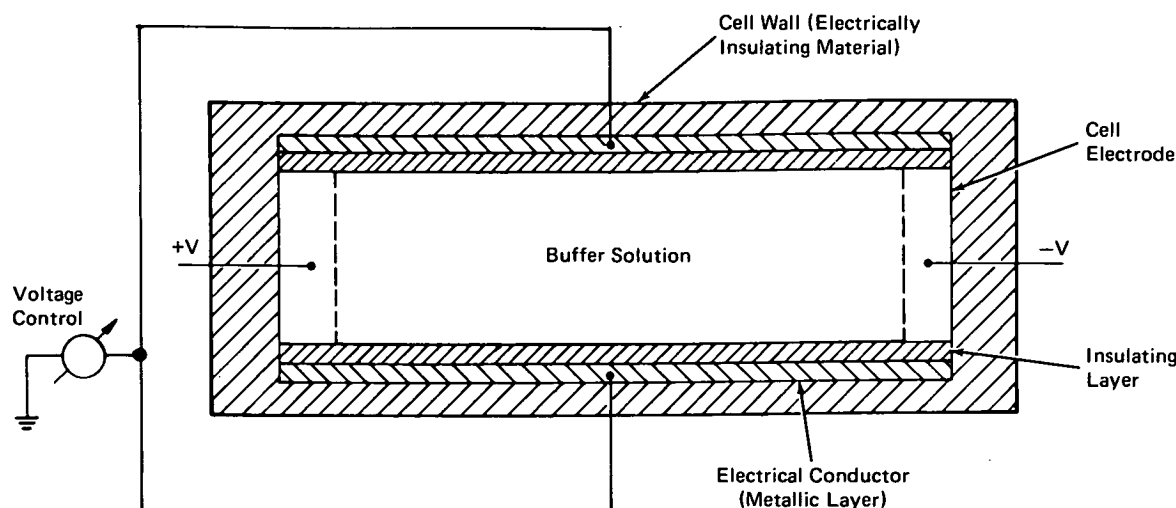 Cell Wall (Electrically
Insulating Material)
Cell
Electrode
+V
Buffer Solution
−V
Voltage
Control
Insulating
Layer
Electrical Conductor
(Metallic Layer)